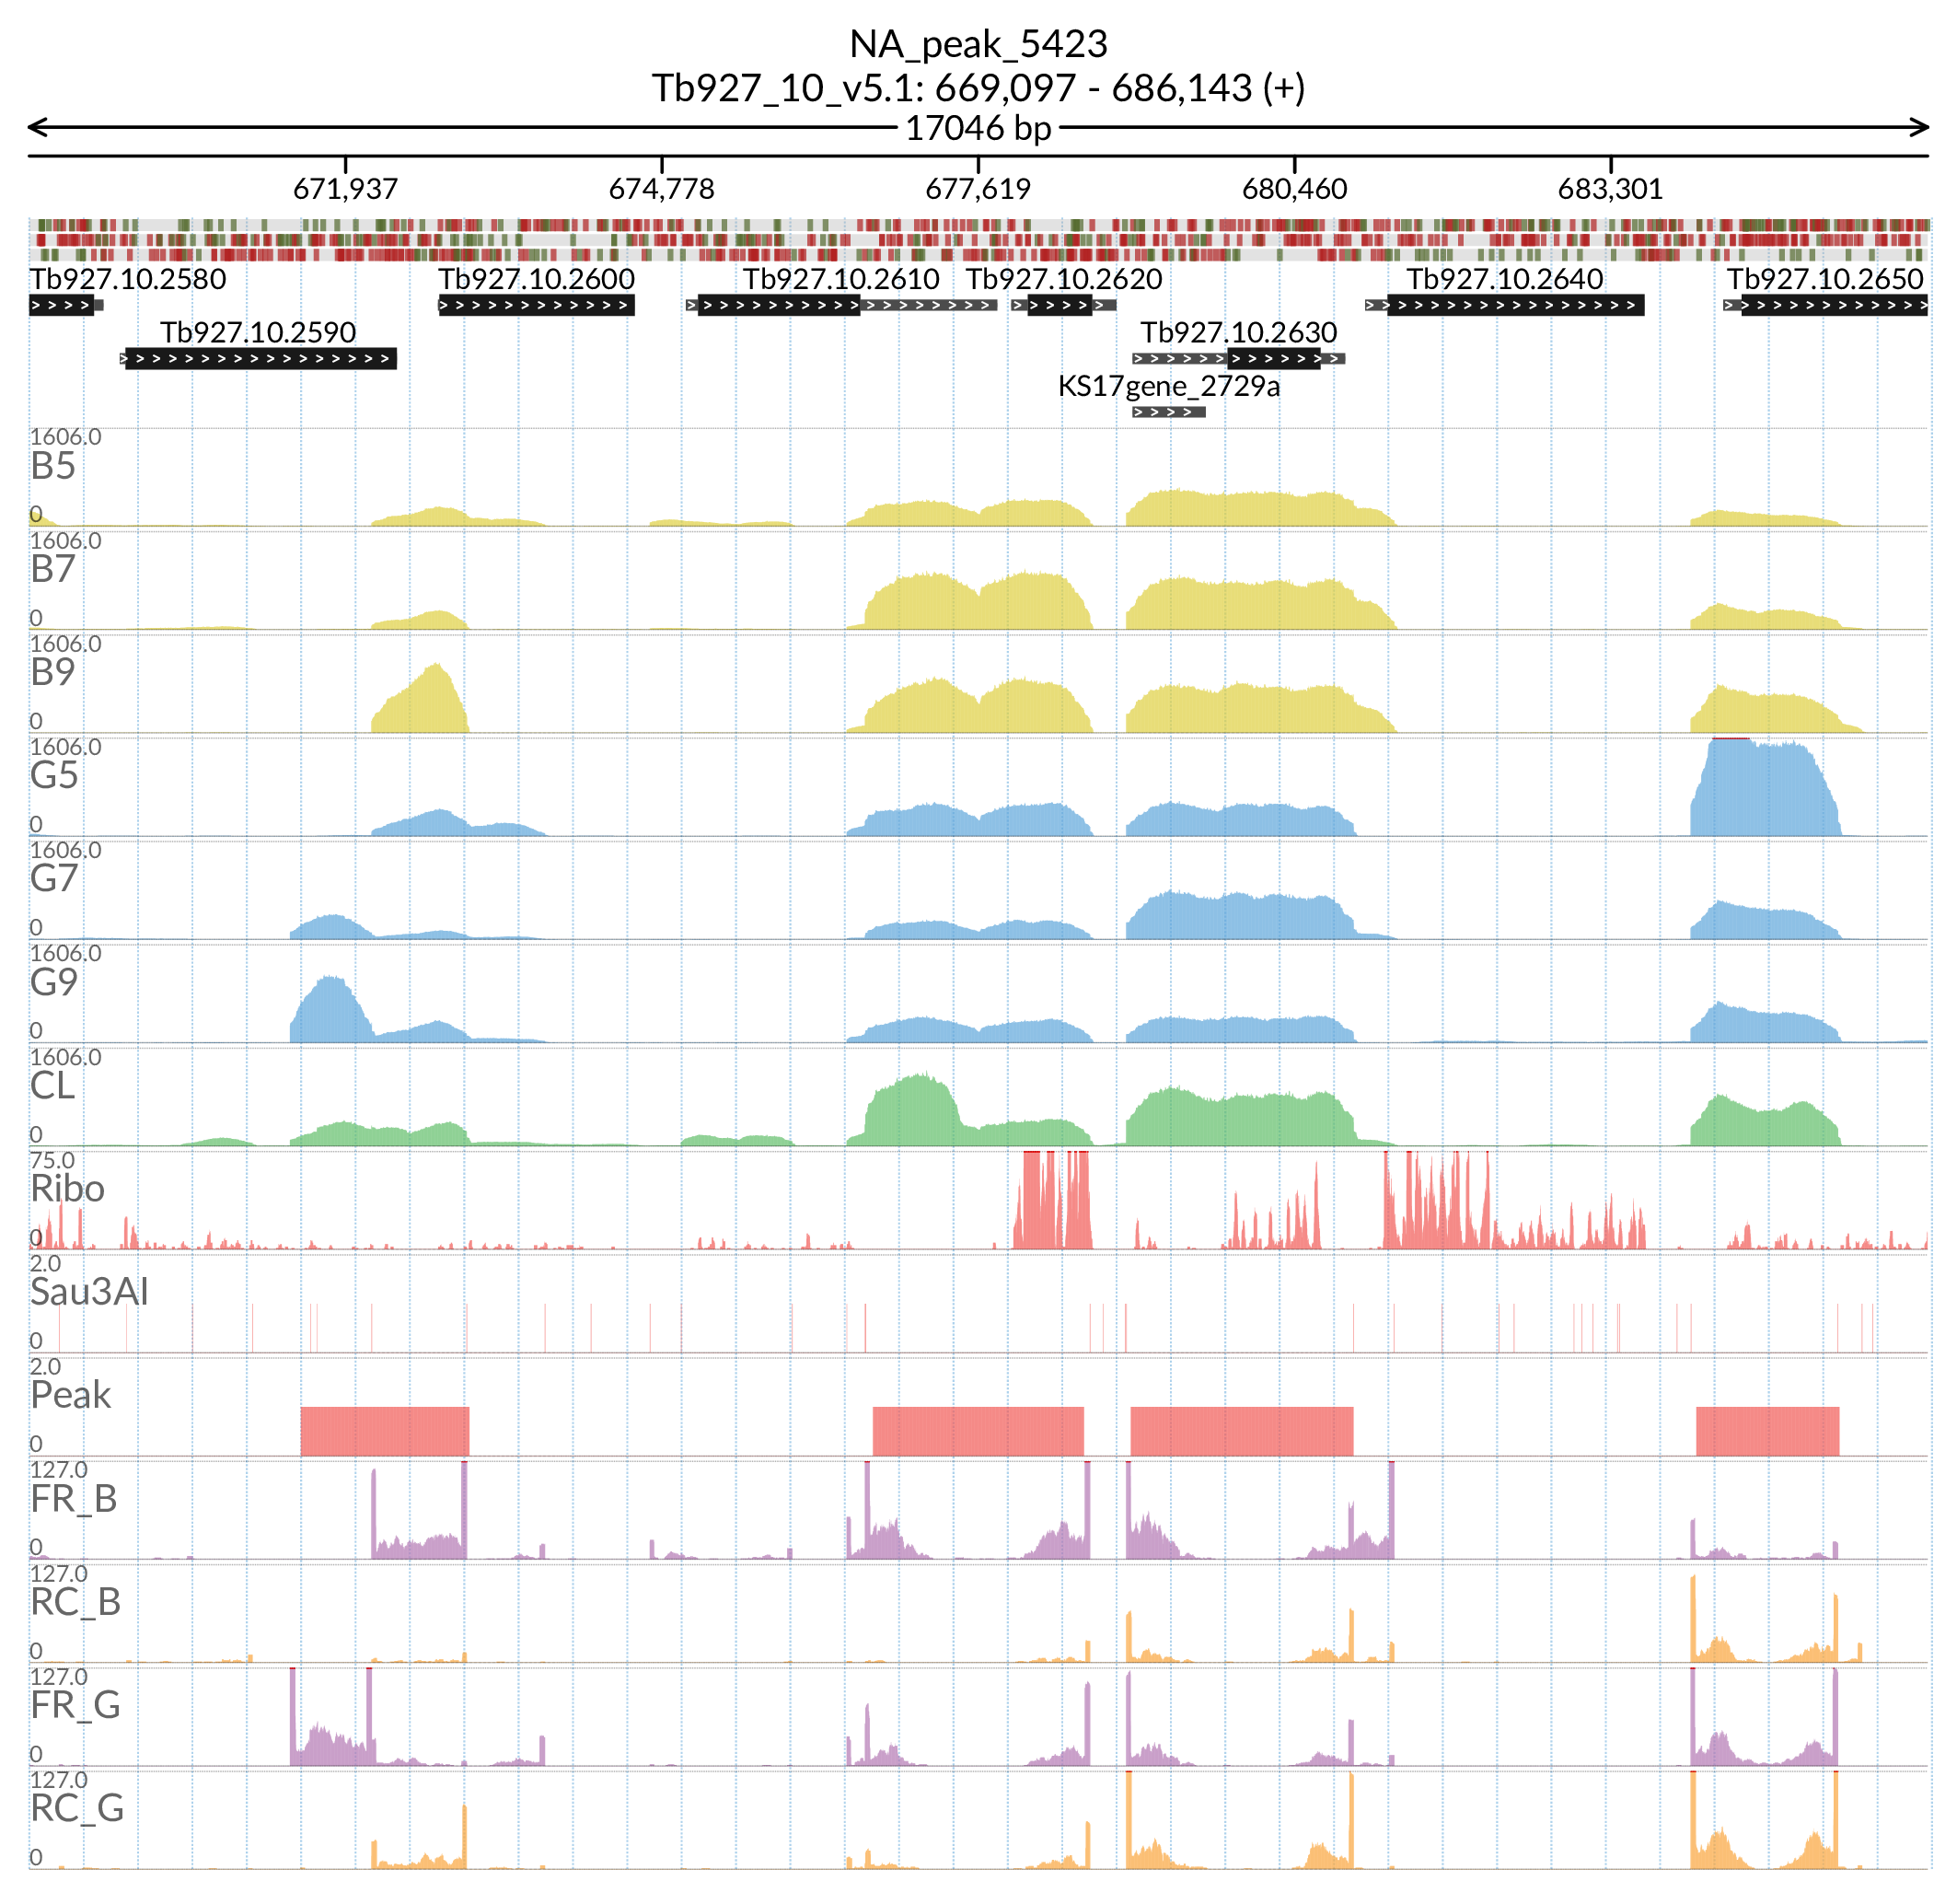 NA_peak_5423
Tb927_10_v5.1: 669,097 - 686,143 (+)
17046 bp
671,937 674,778 677,619 680,460 683,301
Tb927.10.2580 Tb927.10.2600 Tb927.10.2610 Tb927.10.2620 Tb927.10.2640 Tb927.10.2650
Tb927.10.2590 Tb927.10.2630
KS17gene_2729a
1606.0
B5
0
1606.0
B7
0
1606.0
B9
0
1606.0
G5
0
1606.0
G7
0
1606.0
G9
0
1606.0
CL
0
75.0
Ribo
0
2.0
Sau3AI
0
2.0
Peak
0
127.0
FR_B
0
127.0
RC_B
0
127.0
FR_G
0
127.0
RC_G
0